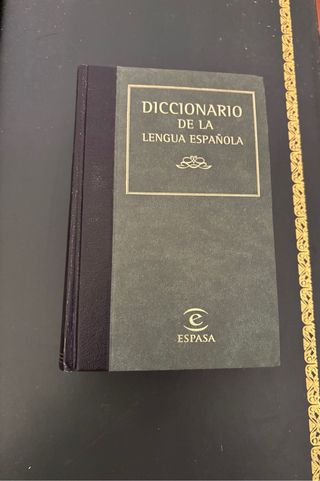 DICCIONARIO
DE LA
LENGUA ESPAÑOLA
e
ESPASA